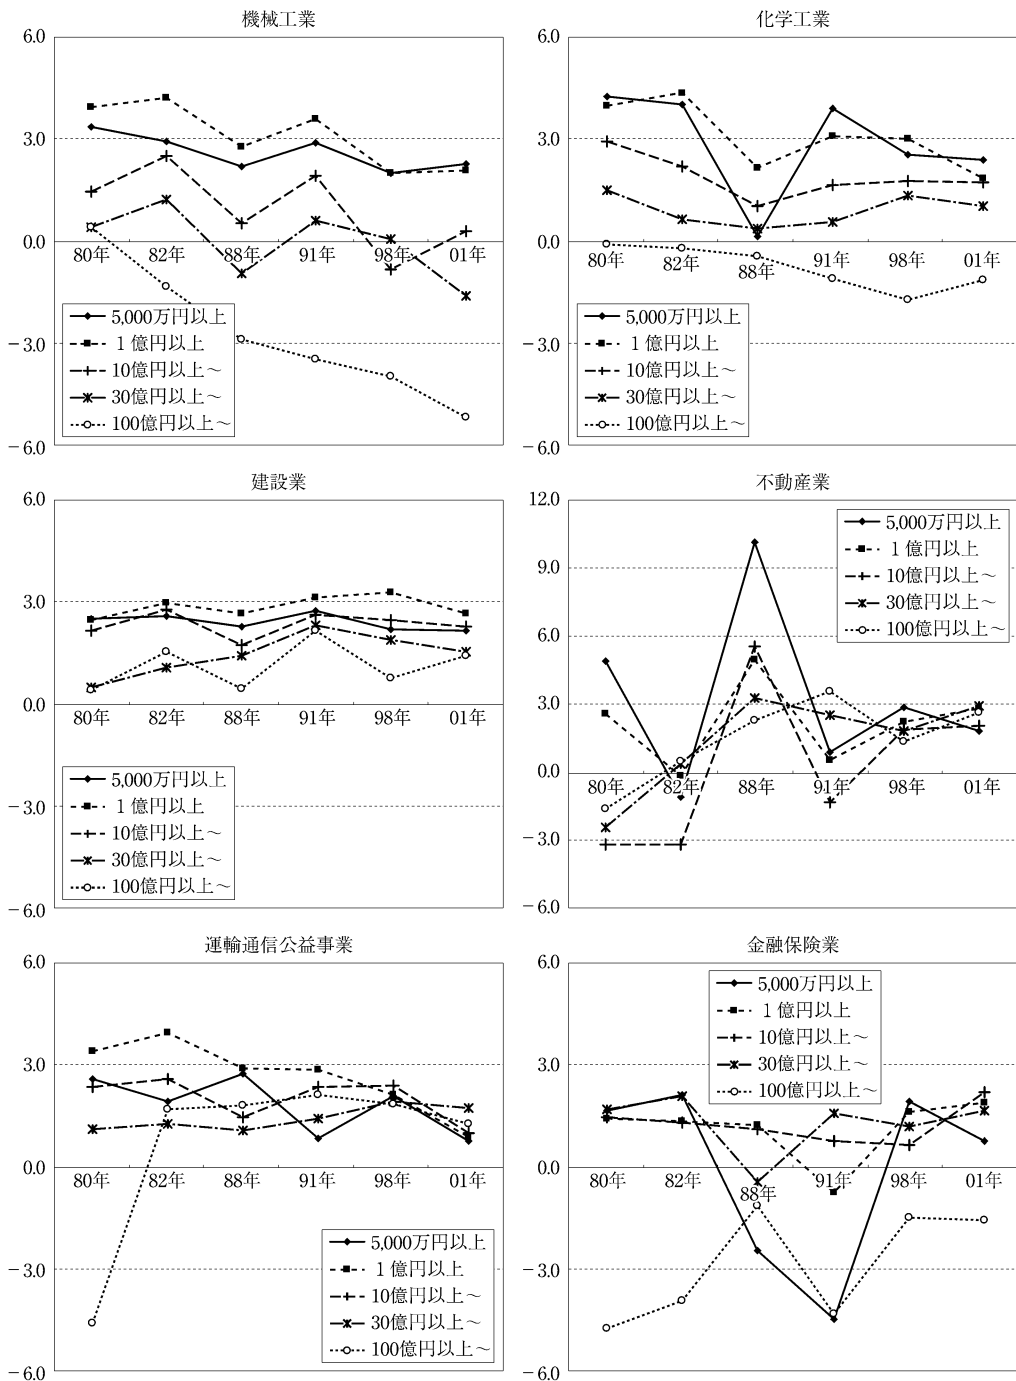 機械工業
6.0
3.0
0.0
−3.0
−6.0
80年 82年 88年 91年 98年 01年
5,000万円以上
1億円以上
10億円以上～
30億円以上～
100億円以上～
化学工業
6.0
3.0
0.0
−3.0
−6.0
80年 82年 88年 91年 98年 01年
5,000万円以上
1億円以上
10億円以上～
30億円以上～
100億円以上～
建設業
6.0
3.0
0.0
−3.0
−6.0
80年 82年 88年 91年 98年 01年
5,000万円以上
1億円以上
10億円以上～
30億円以上～
100億円以上～
不動産業
12.0
9.0
6.0
3.0
0.0
−3.0
−6.0
80年 82年 88年 91年 98年 01年
5,000万円以上
1億円以上
10億円以上～
30億円以上～
100億円以上～
運輸通信公益事業
6.0
3.0
0.0
−3.0
−6.0
80年 82年 88年 91年 98年 01年
5,000万円以上
1億円以上
10億円以上～
30億円以上～
100億円以上～
金融保険業
6.0
3.0
0.0
−3.0
−6.0
80年 82年 88年 91年 98年 01年
5,000万円以上
1億円以上
10億円以上～
30億円以上～
100億円以上～